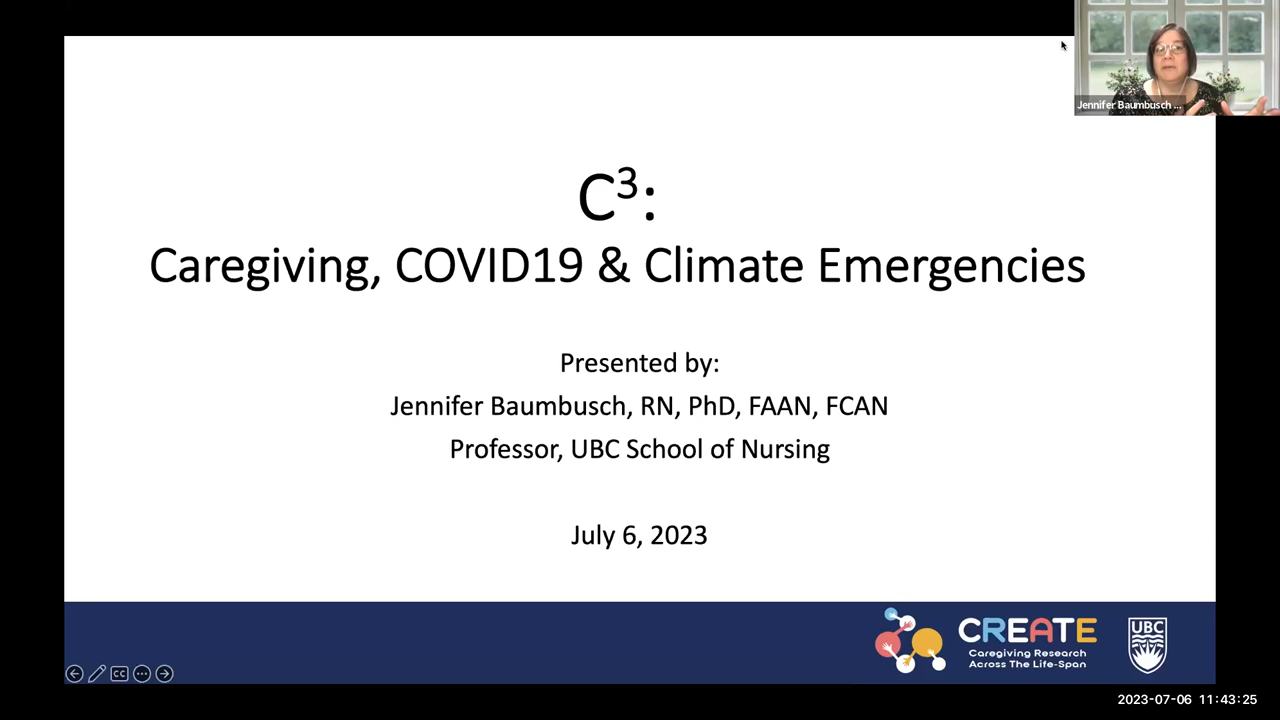 Jennifer Baumbusch ...
C³:
Caregiving, COVID19 & Climate Emergencies
Presented by:
Jennifer Baumbusch, RN, PhD, FAAN, FCAN
Professor, UBC School of Nursing
July 6, 2023
CREATE
Caregiving Research
Across The Life-Span
UBC
CC
2023-07-06 11:43:25